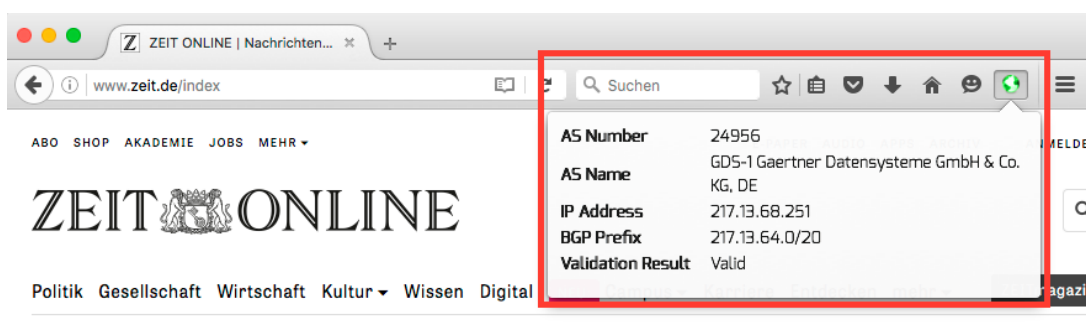 ZEIT ONLINE | Nachrichten...
www.zeit.de/index
Suchen
ABO SHOP AKADEMIE JOBS MEHR
ZEIT ONLINE
Politik Gesellschaft Wirtschaft Kultur Wissen Digital
AS Number 24956
AS Name GDS-1 Gaertner Datensysteme GmbH & Co.
KG, DE
IP Address 217.13.68.251
BGP Prefix 217.13.64.0/20
Validation Result Valid